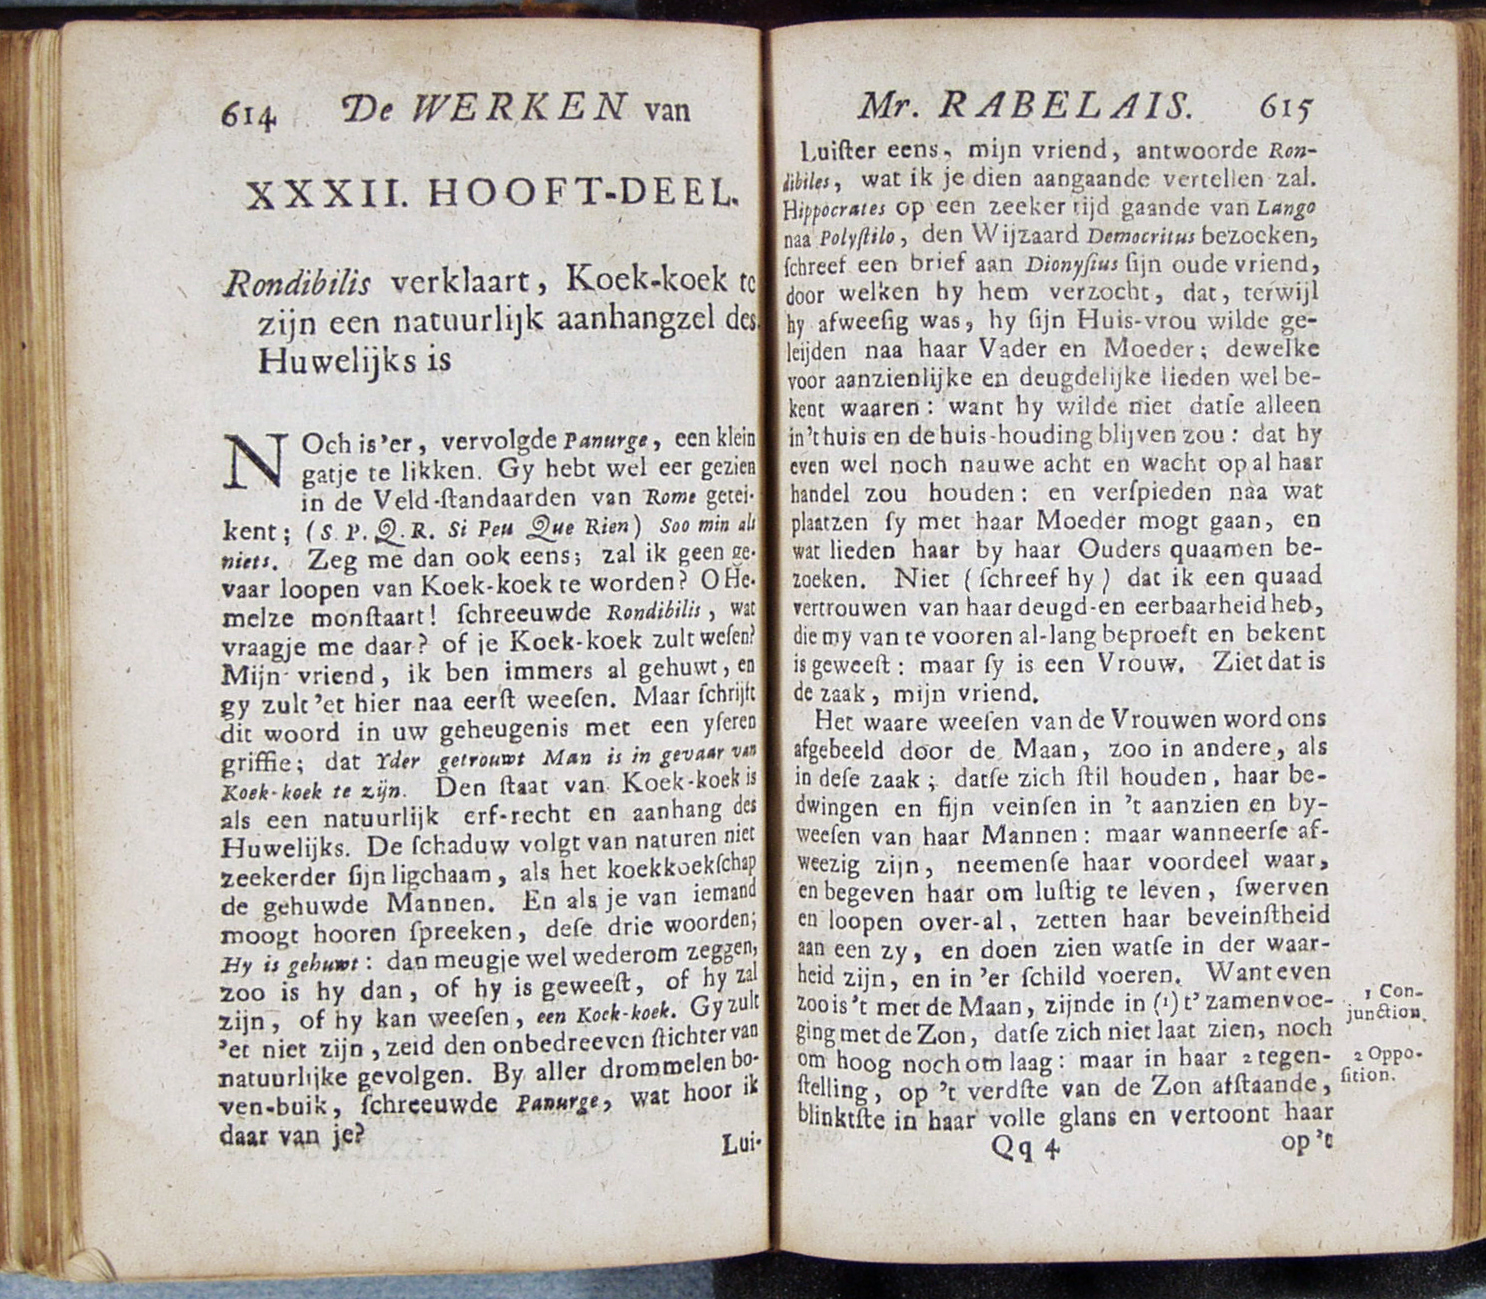 614 De WERKEN van
XXXII. HOOFT-DEEL.
Rondibilis verklaart, Koek-koek te
zijn een natuurlijk aanhangzel des
Huwelijks is
NOch is'er, vervolgde Panurge, een klein
gatje te likken. Gy hebt wel eer gezien
in de Veld-ſtandaarden van Rome getei-
kent; (S. P. Q. R. Si Peu Que Rien) Soo min als
niets. Zeg me dan ook eens; zal ik geen ge-
vaar loopen van Koek-koek te worden? O He-
melze monſtaart! ſchreeuwde Rondibilis, wat
vraagje me daar? of je Koek-koek zult weſen?
Mijn vriend, ik ben immers al gehuwt, en
gy zult 'et hier naa eerſt weeſen. Maar ſchrijft
dit woord in uw geheugenis met een yſeren
griffie; dat Yder getrouwt Man is in gevaar van
Koek-koek te zijn. Den ſtaat van Koek-koek is
als een natuurlijk erf-recht en aanhang des
Huwelijks. De ſchaduw volgt van naturen niet
zeekerder ſijn ligchaam, als het koekkoekſchap
de gehuwde Mannen. En als je van iemand
moogt hooren ſpreeken, deſe drie woorden;
Hy is gehuwt: dan meugje wel wederom zeggen,
zoo is hy dan, of hy is geweeſt, of hy zal
zijn, of hy kan weeſen, een Koek-koek. Gy zult
'et niet zijn, zeid den onbedreeven ſtichter van
natuurlijke gevolgen. By aller drommelen bo-
ven-buik, ſchreeuwde Panurge, wat hoor ik
daar van je?
Lui-
Mr. RABELAIS. 615
Luiſter eens, mijn vriend, antwoorde Ron-
dibiles, wat ik je dien aangaande vertellen zal.
Hippocrates op een zeeker tijd gaande van Lango
naa Polyſtilo, den Wijzaard Democritus bezoeken,
ſchreef een brief aan Dionyſius ſijn oude vriend,
door welken hy hem verzocht, dat, terwijl
hy afweeſig was, hy ſijn Huis-vrou wilde ge-
leijden naa haar Vader en Moeder; dewelke
voor aanzienlijke en deugdelijke lieden wel be-
kent waaren: want hy wilde niet datſe alleen
in 't huis en de huis-houding blijven zou: dat hy
even wel noch nauwe acht en wacht op al haar
handel zou houden: en verſpieden naa wat
plaatzen ſy met haar Moeder mogt gaan, en
wat lieden haar by haar Ouders quaamen be-
zoeken. Niet (ſchreef hy) dat ik een quaad
vertrouwen van haar deugd-en eerbaarheid heb,
die my van te vooren al-lang beproeft en bekent
is geweeſt: maar ſy is een Vrouw. Ziet dat is
de zaak, mijn vriend.
Het waare weeſen van de Vrouwen word ons
afgebeeld door de Maan, zoo in andere, als
in deſe zaak; datſe zich ſtil houden, haar be-
dwingen en ſijn veinſen in 't aanzien en by-
weeſen van haar Mannen: maar wanneerſe af-
weezig zijn, neemenſe haar voordeel waar,
en begeven haar om luſtig te leven, ſwerven
en loopen over-al, zetten haar beveinſtheid
aan een zy, en doen zien watſe in der waar-
heid zijn, en in 'er ſchild voeren. Want even
zoo is 't met de Maan, zijnde in (1) t' zamenvoe-
ging met de Zon, datſe zich niet laat zien, noch
om hoog noch om laag: maar in haar 2 tegen-
ſtelling, op 't verdſte van de Zon afſtaande,
blinktſte in haar volle glans en vertoont haar
Qq 4 op 't
1 Con-
junction.
2 Oppo-
ſition.